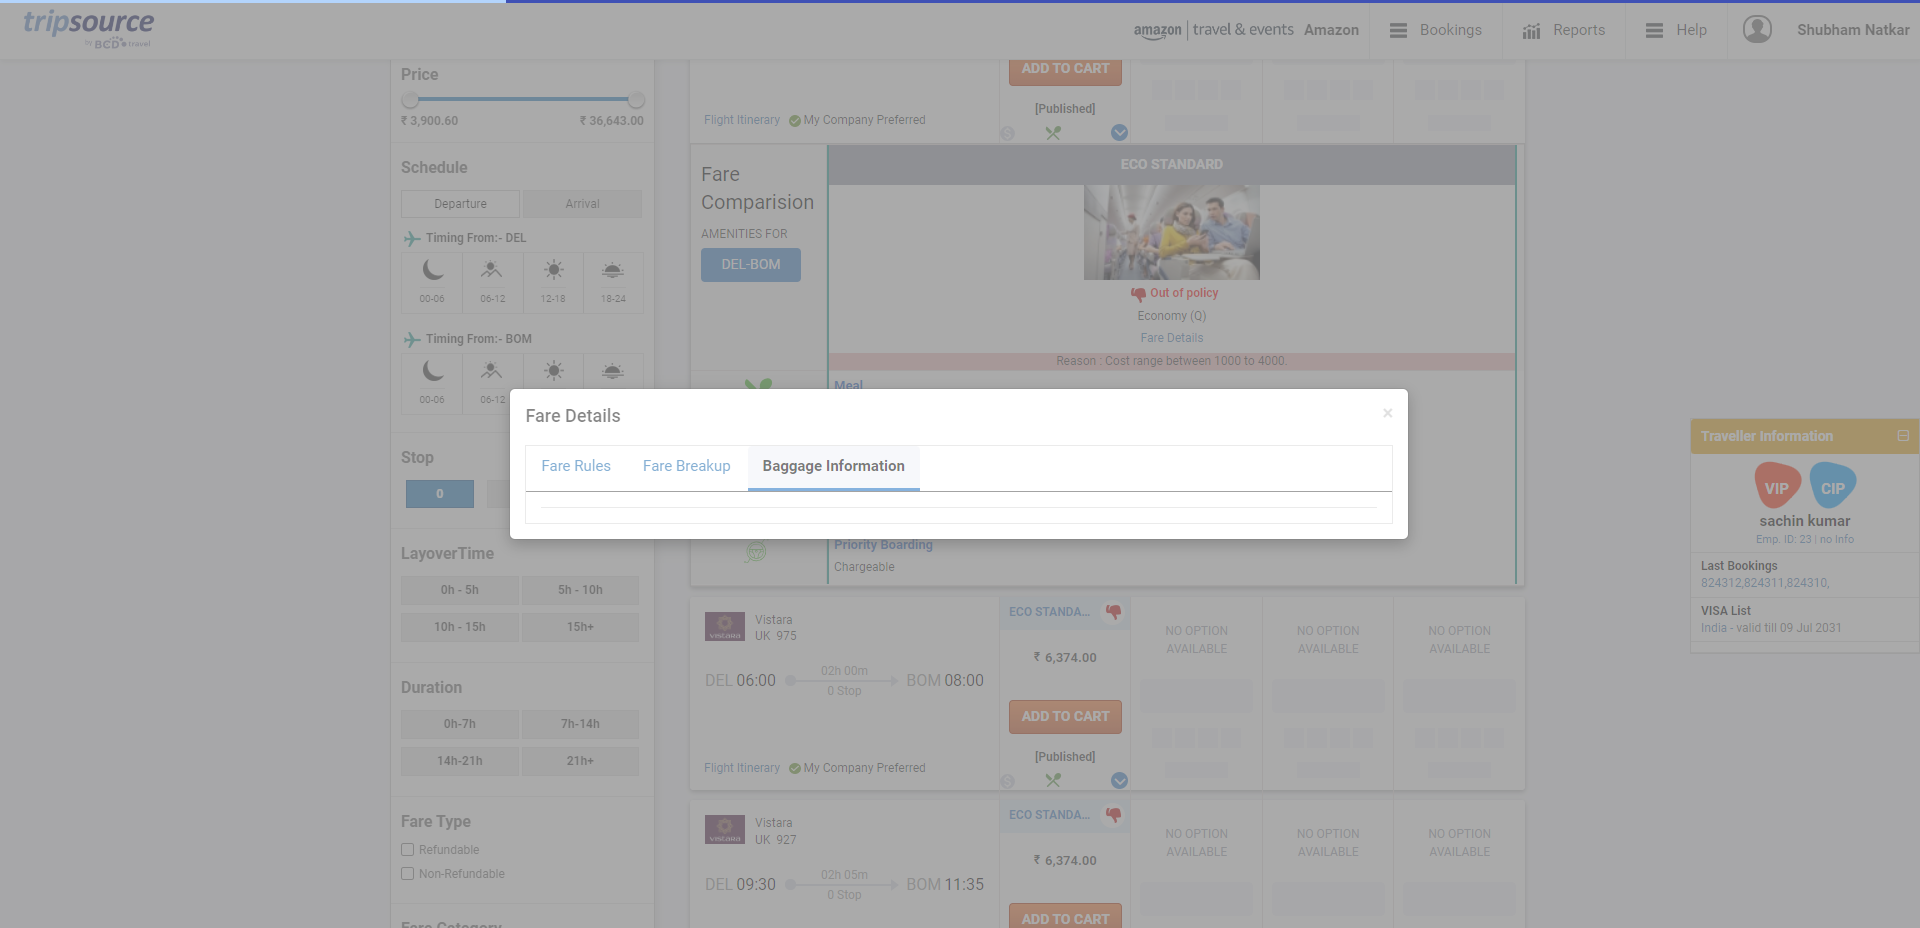 tripsource
by BCD travel
amazon travel & events Amazon
Bookings
Reports
Help
Shubham Natkar
Price
₹ 3,900.60 ₹ 36,643.00
Schedule
Departure Arrival
Timing From:- DEL
00-06 06-12 12-18 18-24
Timing From:- BOM
00-06 06-12
Stop
0
LayoverTime
0h - 5h 5h - 10h
10h - 15h 15h+
Duration
0h-7h 7h-14h
14h-21h 21h+
Fare Type
Refundable
Non-Refundable
Fare Category
ADD TO CART
[Published]
Flight Itinerary My Company Preferred
Fare
Comparision
AMENITIES FOR
DEL-BOM
ECO STANDARD
Out of policy
Economy (Q)
Fare Details
Reason : Cost range between 1000 to 4000.
Meal
Fare Details ×
Fare Rules Fare Breakup Baggage Information
Priority Boarding
Chargeable
Vistara
UK 975
VISTARA
DEL 06:00 02h 00m BOM 08:00
0 Stop
Flight Itinerary My Company Preferred
ECO STANDA...
₹ 6,374.00
ADD TO CART
[Published]
NO OPTION AVAILABLE
NO OPTION AVAILABLE
NO OPTION AVAILABLE
Vistara
UK 927
VISTARA
DEL 09:30 02h 05m BOM 11:35
0 Stop
ECO STANDA...
₹ 6,374.00
ADD TO CART
NO OPTION AVAILABLE
NO OPTION AVAILABLE
NO OPTION AVAILABLE
Traveller Information
VIP CIP
sachin kumar
Emp. ID: 23 | no Info
Last Bookings
824312,824311,824310,
VISA List
India - valid till 09 Jul 2031